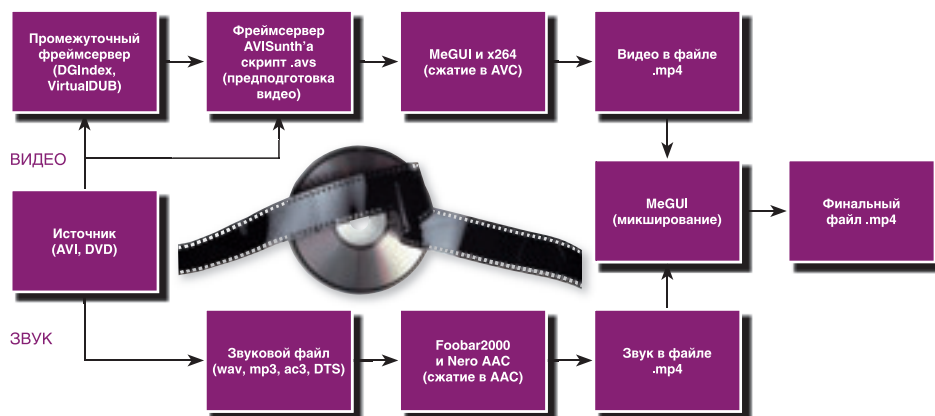 Промежуточный
фреймсервер
(DGIndex,
VirtualDUB)
Фреймсервер
AVISunth'a
скрипт .avs
(предподготовка
видео)
MeGUI и x264
(сжатие в AVC)
Видео в файле
.mp4
ВИДЕО
Источник
(AVI, DVD)
MeGUI
(микширование)
Финальный
файл .mp4
ЗВУК
Звуковой файл
(wav, mp3, ac3, DTS)
Foobar2000
и Nero AAC
(сжатие в AAC)
Звук в файле
.mp4